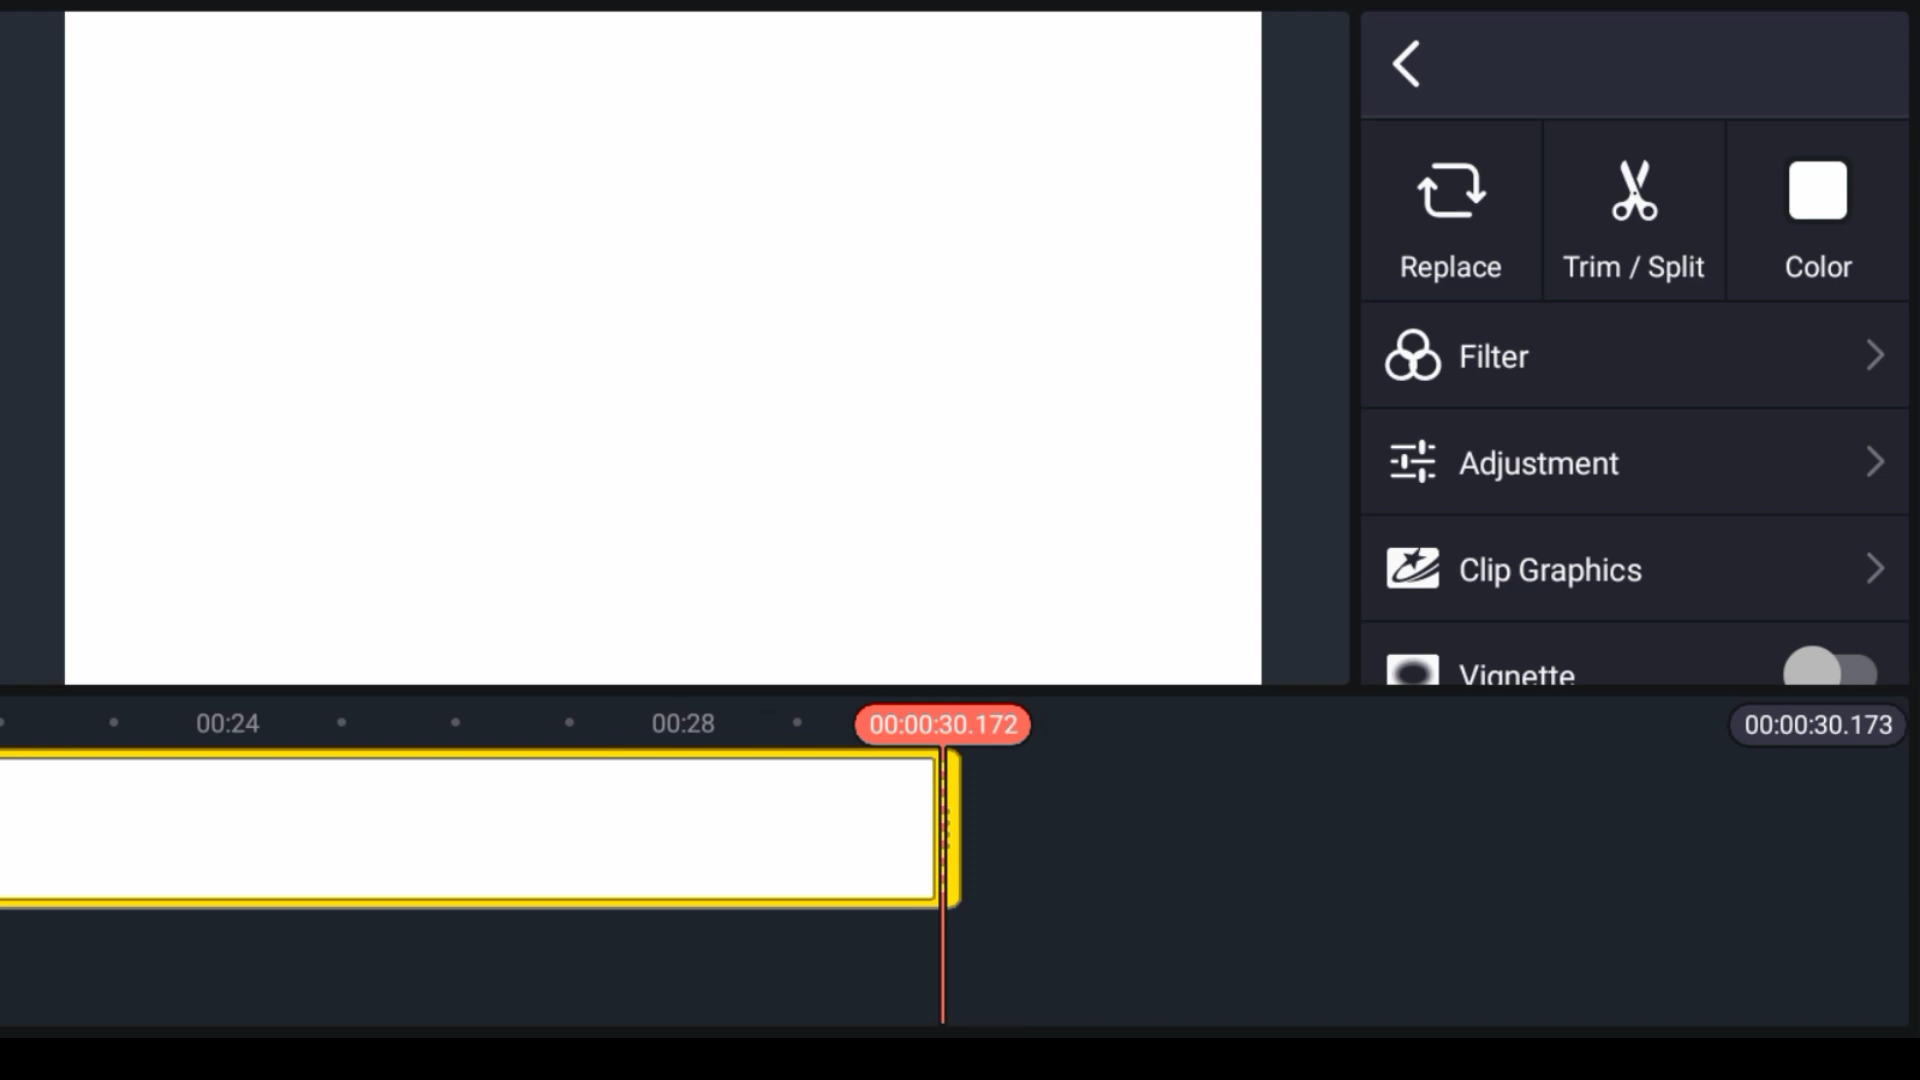 Replace
Trim / Split
Color
Filter
Adjustment
Clip Graphics
Vignette
00:24
00:28
00:00:30.172
00:00:30.173